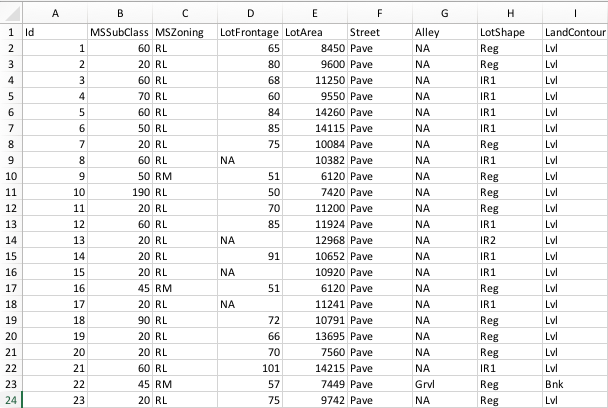 A B C D E F G H I
1 Id MSSubClass MSZoning LotFrontage LotArea Street Alley LotShape LandContour
2 1 60 RL 65 8450 Pave NA Reg Lvl
3 2 20 RL 80 9600 Pave NA Reg Lvl
4 3 60 RL 68 11250 Pave NA IR1 Lvl
5 4 70 RL 60 9550 Pave NA IR1 Lvl
6 5 60 RL 84 14260 Pave NA IR1 Lvl
7 6 50 RL 85 14115 Pave NA IR1 Lvl
8 7 20 RL 75 10084 Pave NA Reg Lvl
9 8 60 RL NA 10382 Pave NA IR1 Lvl
10 9 50 RM 51 6120 Pave NA Reg Lvl
11 10 190 RL 50 7420 Pave NA Reg Lvl
12 11 20 RL 70 11200 Pave NA Reg Lvl
13 12 60 RL 85 11924 Pave NA IR1 Lvl
14 13 20 RL NA 12968 Pave NA IR2 Lvl
15 14 20 RL 91 10652 Pave NA IR1 Lvl
16 15 20 RL NA 10920 Pave NA IR1 Lvl
17 16 45 RM 51 6120 Pave NA Reg Lvl
18 17 20 RL NA 11241 Pave NA IR1 Lvl
19 18 90 RL 72 10791 Pave NA Reg Lvl
20 19 20 RL 66 13695 Pave NA Reg Lvl
21 20 20 RL 70 7560 Pave NA Reg Lvl
22 21 60 RL 101 14215 Pave NA IR1 Lvl
23 22 45 RM 57 7449 Pave Grvl Reg Bnk
24 23 20 RL 75 9742 Pave NA Reg Lvl